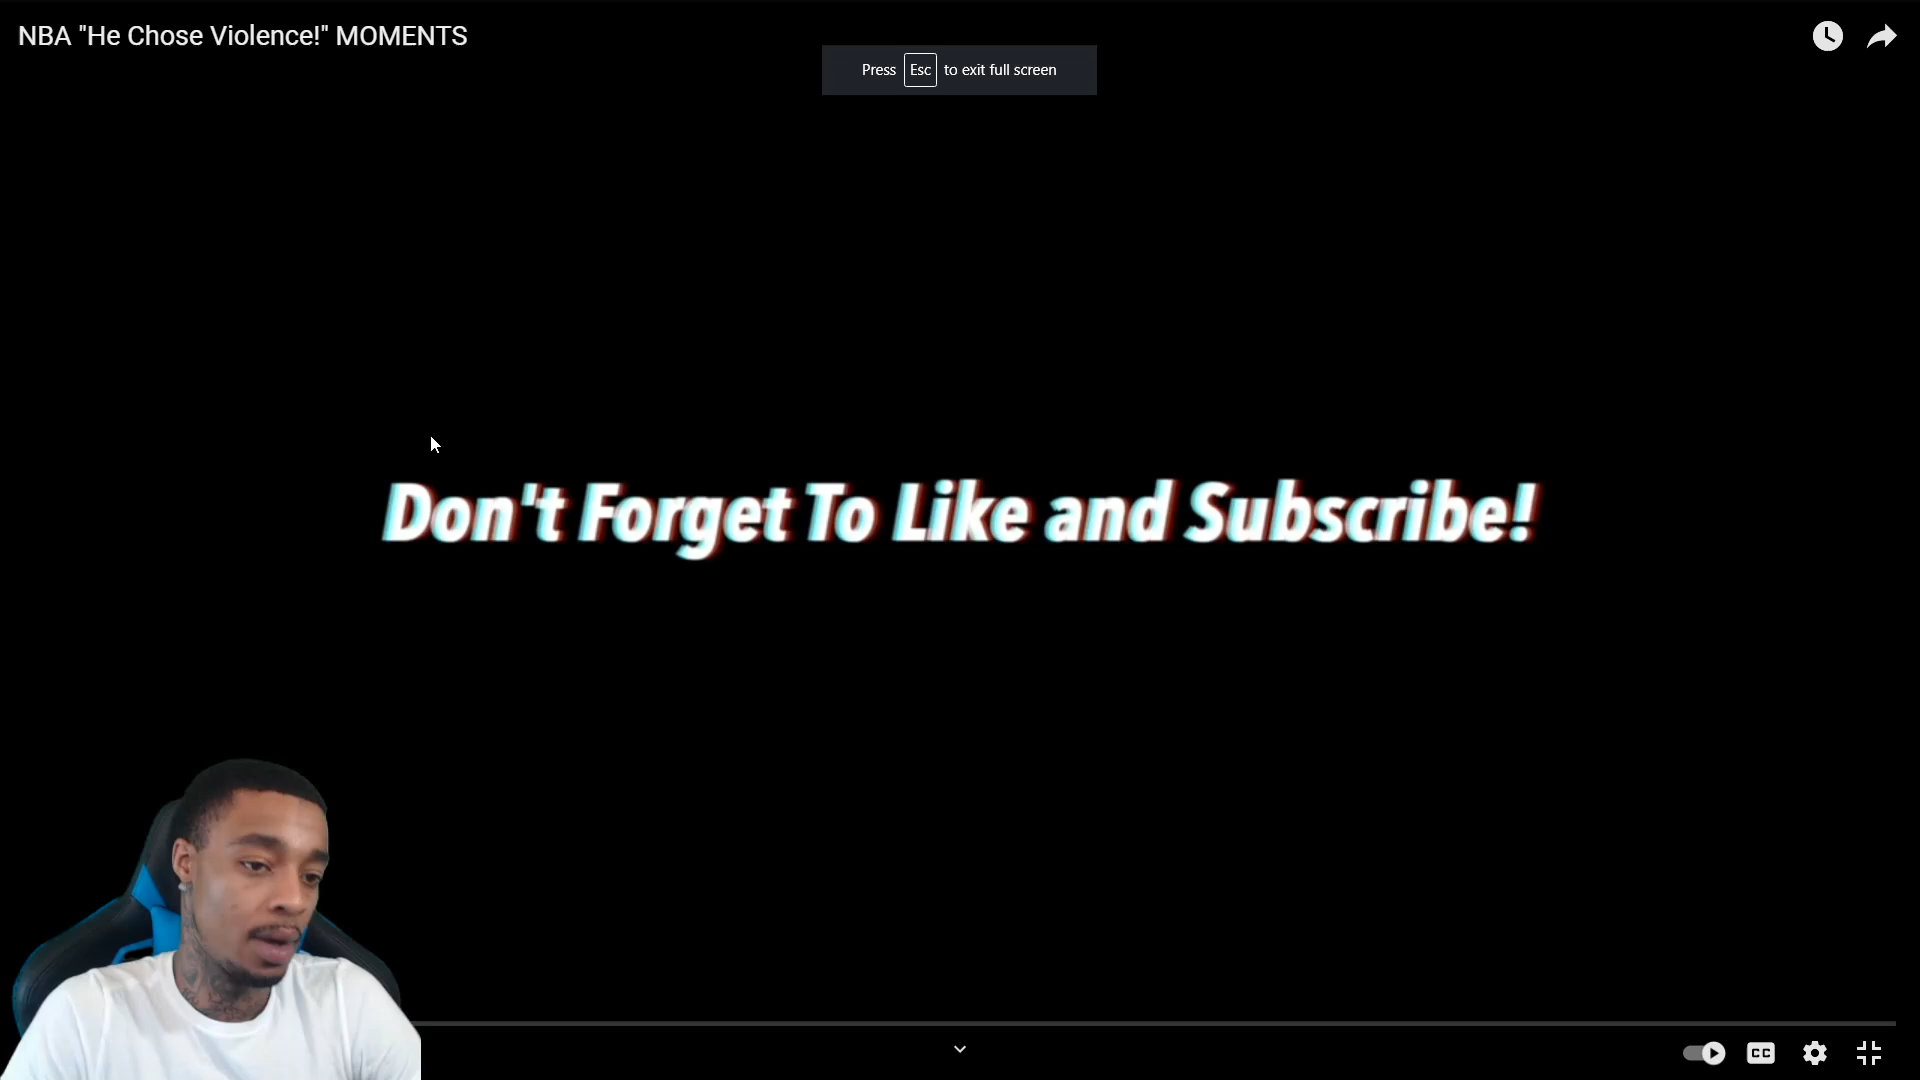 NBA "He Chose Violence!" MOMENTS
Press Esc to exit full screen
Don't Forget To Like and Subscribe!
CC